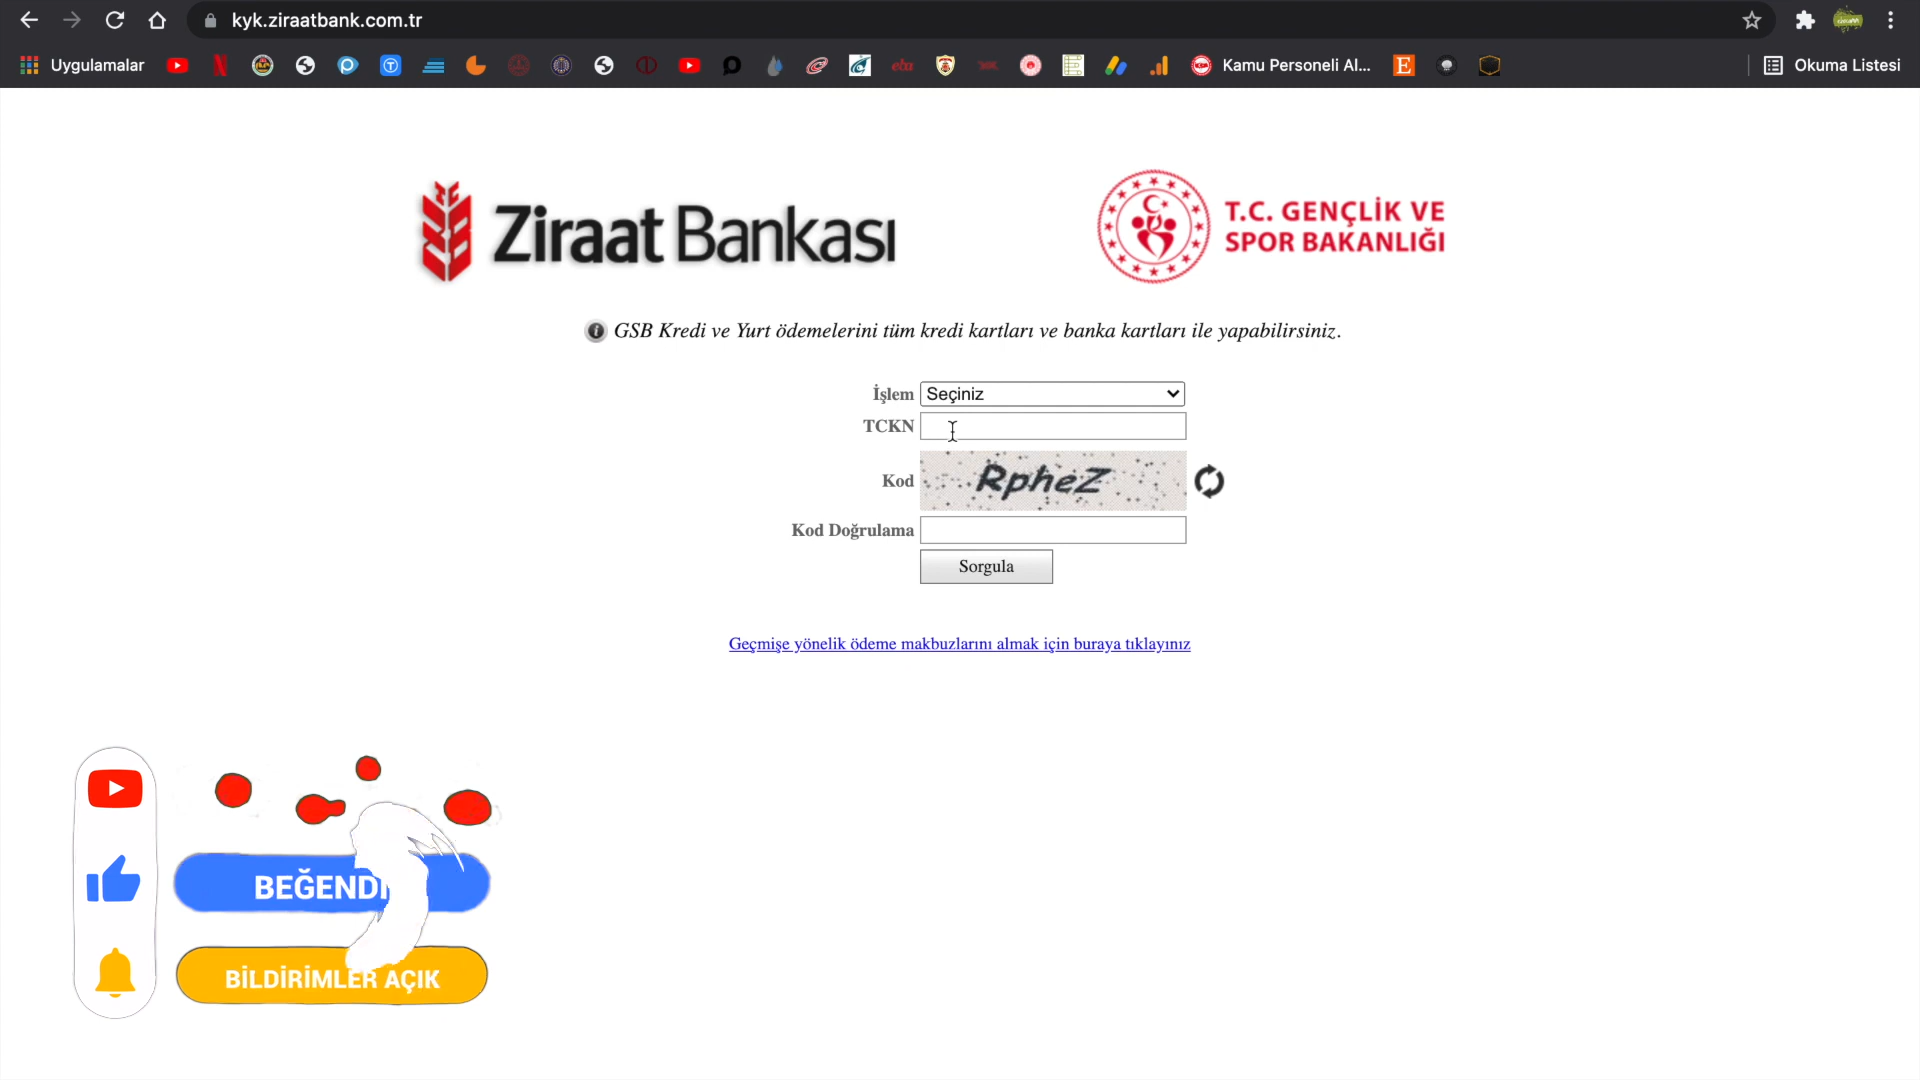 kyk.ziraatbank.com.tr
Uygulamalar
eba
Kamu Personeli Al...
E
Okuma Listesi
Ziraat Bankası
T.C. GENÇLİK VE
SPOR BAKANLIĞI
GSB Kredi ve Yurt ödemelerini tüm kredi kartları ve banka kartları ile yapabilirsiniz.
İşlem Seçiniz
TCKN
Kod RpheZ
Kod Doğrulama
Sorgula
Geçmişe yönelik ödeme makbuzlarını almak için buraya tıklayınız
BEĞENDİ
BİLDİRİMLER AÇIK